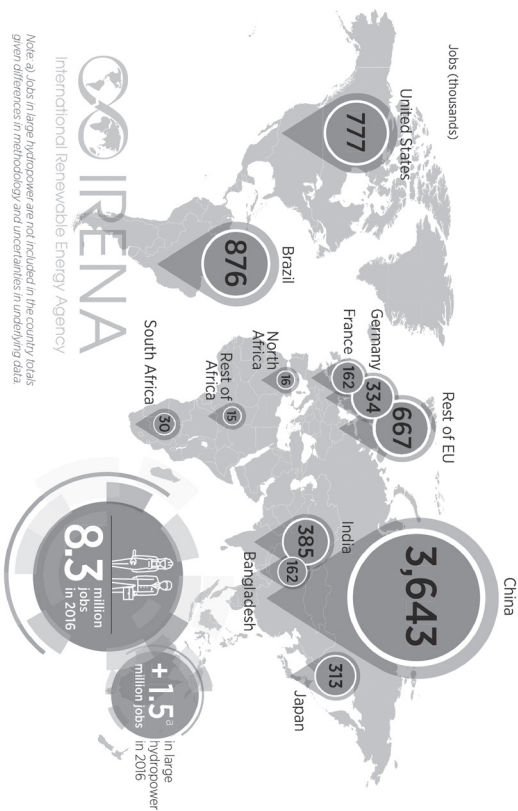 Jobs (thousands)
United States
777
Brazil
876
Rest of EU
667
Germany
334
France
162
North
Africa
16
Rest of
Africa
15
South Africa
30
China
3,643
India
385
162
Bangladesh
313
Japan
8.3 million
jobs
in 2016
+1.5 a
million jobs
in large
hydropower
in 2016
IRENA
International Renewable Energy Agency
Note: a) Jobs in large hydropower are not included in the country totals
given differences in methodology and uncertainties in underlying data.